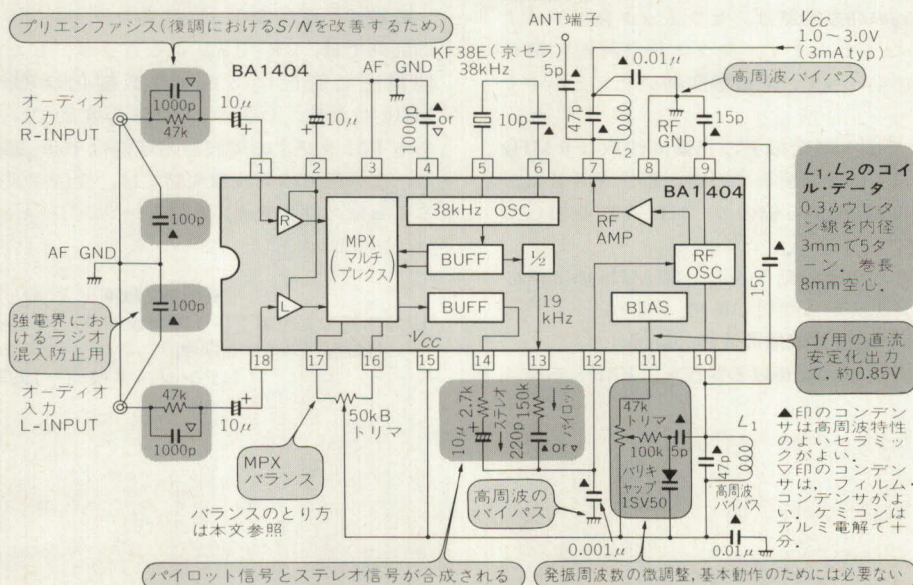 プリエンファシス(復調におけるS/Nを改善するため)
BA1404
AF GND
KF38E(京セラ)
38kHz
ANT端子
VCC
1.0〜3.0V
(3mA typ)
オーディオ
入力
R-INPUT
1000p
47k
10μ
10μ
1000p
▲
or
▽
10p
5p
47p
L2
0.01μ
高周波バイパス
RF
GND
15p
1 2 3 4 5 6 7 8 9
BA1404
R
L
MPX
(マルチ
プレクス)
38kHz OSC
BUFF
1/2
BUFF
19
kHz
RF
AMP
RF
OSC
BIAS
VCC
15p
100p
AF GND
100p
強電界にお
けるラジオ
混入防止用
18 17 16 15 14 13 12 11 10
オーディオ
入力
L-INPUT
47k
1000p
10μ
50kB
トリマ
MPX
バランス
バランスのとり方
は本文参照
10μ
2.7k
ステレオ
220p
150k
パイロット
▲or▽
高周波の
バイパス
0.001μ
47k
トリマ
100k
5p
バリキ
ャップ
1SV50
47p
L1
高周波
バイパス
0.01μ
L1,L2のコイ
ル・データ
0.3φウレタ
ン線を内径
3mmで5タ
ーン.巻長
8mm空心.
⊿f用の直流
安定化出力
で,約0.85V
▲印のコンデン
サは高周波特性
のよいセラミッ
クがよい.
▽印のコンデン
サは,フィルム・
コンデンサがよ
い.ケミコンは
アルミ電解で十
分.
パイロット信号とステレオ信号が合成される
発振周波数の微調整,基本動作のためには必要ない